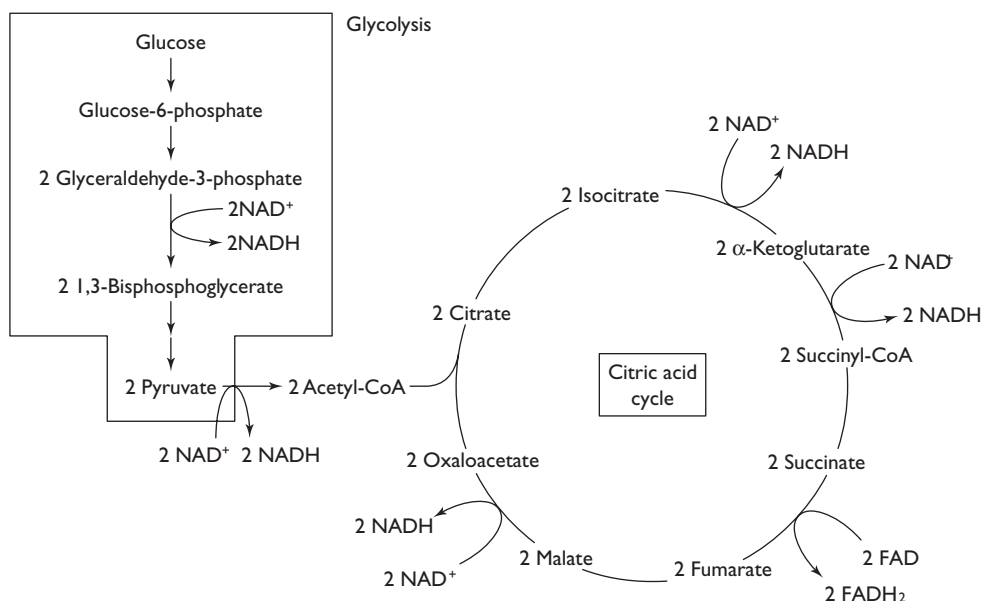 Glycolysis
Glucose
Glucose-6-phosphate
2 Glyceraldehyde-3-phosphate
2NAD⁺
2NADH
2 1,3-Bisphosphoglycerate
2 Pyruvate
2 NAD⁺ 2 NADH
2 Acetyl-CoA
2 Citrate
2 Isocitrate
2 NAD⁺
2 NADH
2 α-Ketoglutarate
2 NAD⁺
2 NADH
2 Succinyl-CoA
Citric acid
cycle
2 Succinate
2 FAD
2 FADH₂
2 Fumarate
2 Malate
2 NAD⁺
2 NADH
2 Oxaloacetate